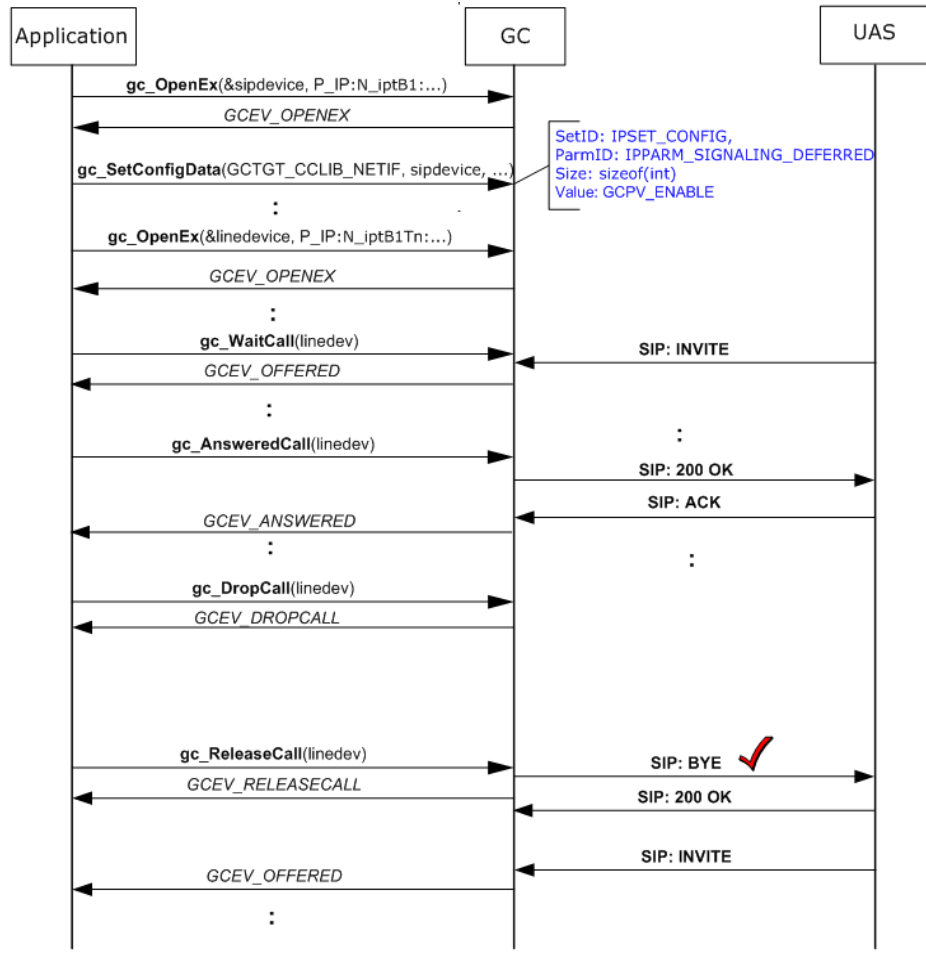 Application
GC
UAS
gc_OpenEx(&sipdevice, P_IP:N_iptB1:...)
GCEV_OPENEX
SetID: IPSET_CONFIG,
ParmID: IPPARM_SIGNALING_DEFERRED
Size: sizeof(int)
Value: GCPV_ENABLE
gc_SetConfigData(GCTGT_CCLIB_NETIF, sipdevice, ...)
:
gc_OpenEx(&linedevice, P_IP:N_iptB1Tn:...)
GCEV_OPENEX
:
gc_WaitCall(linedev)
SIP: INVITE
GCEV_OFFERED
:
:
gc_AnsweredCall(linedev)
SIP: 200 OK
SIP: ACK
GCEV_ANSWERED
:
:
gc_DropCall(linedev)
GCEV_DROPCALL
gc_ReleaseCall(linedev)
SIP: BYE
GCEV_RELEASECALL
SIP: 200 OK
SIP: INVITE
GCEV_OFFERED
: